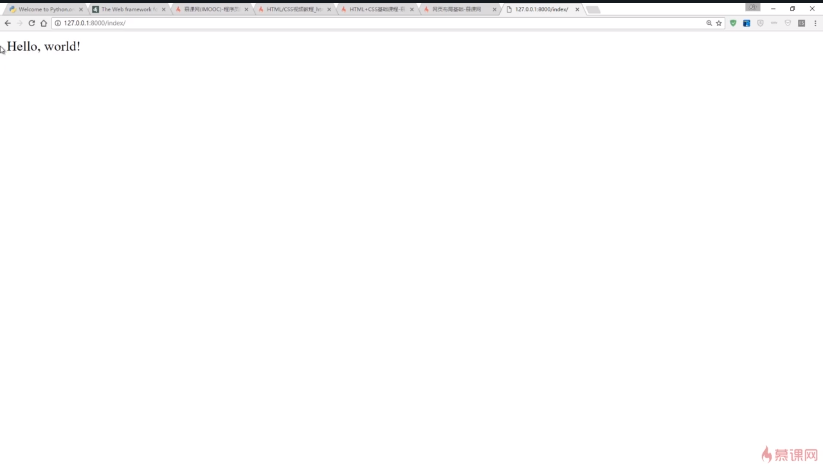 Welcome to Python.o
The Web framework fo
慕课网(IMOOC)-程序员
HTML/CSS视频教程_ht
HTML+CSS基础课程-
网页布局基础-慕课网
127.0.0.1:8000/index/
127.0.0.1:8000/index/
Hello, world!
慕课网